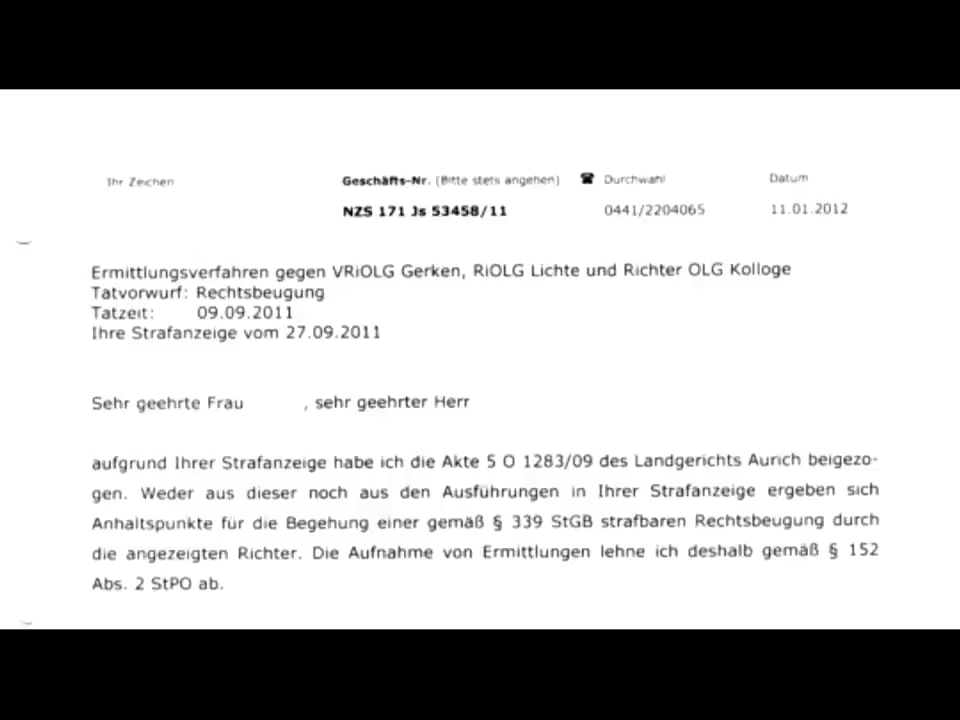 Ihr Zeichen Geschäfts-Nr. (Bitte stets angeben) ☎ Durchwahl Datum
NZS 171 Js 53458/11 0441/2204065 11.01.2012
Ermittlungsverfahren gegen VRiOLG Gerken, RiOLG Lichte und Richter OLG Kolloge
Tatvorwurf: Rechtsbeugung
Tatzeit: 09.09.2011
Ihre Strafanzeige vom 27.09.2011
Sehr geehrte Frau , sehr geehrter Herr
aufgrund Ihrer Strafanzeige habe ich die Akte 5 O 1283/09 des Landgerichts Aurich beigezo-
gen. Weder aus dieser noch aus den Ausführungen in Ihrer Strafanzeige ergeben sich
Anhaltspunkte für die Begehung einer gemäß § 339 StGB strafbaren Rechtsbeugung durch
die angezeigten Richter. Die Aufnahme von Ermittlungen lehne ich deshalb gemäß § 152
Abs. 2 StPO ab.